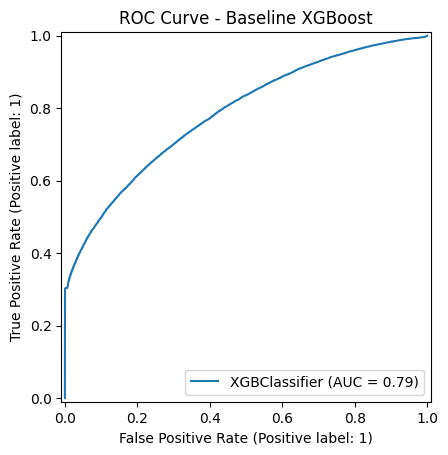 ROC Curve - Baseline XGBoost
1.0
0.8
0.6
0.4
0.2
0.0
True Positive Rate (Positive label: 1)
XGBClassifier (AUC = 0.79)
0.0 0.2 0.4 0.6 0.8 1.0
False Positive Rate (Positive label: 1)